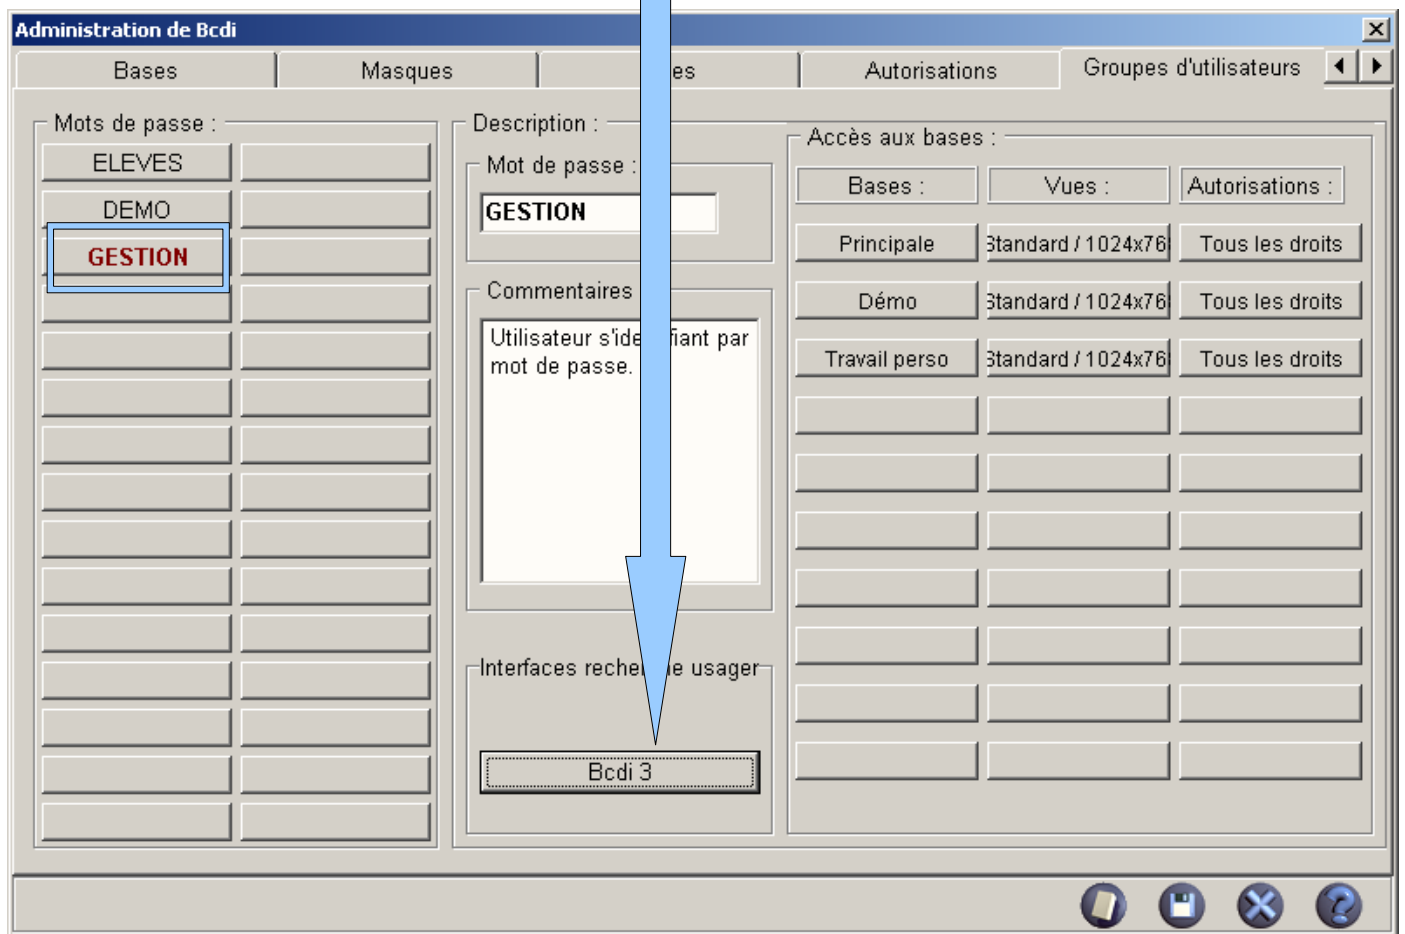 Administration de Bcdi
Bases
Masques
es
Autorisations
Groupes d'utilisateurs
Mots de passe :
ELEVES
DEMO
GESTION
Description :
Mot de passe :
GESTION
Commentaires
Utilisateur s'ide fiant par
mot de passe.
Interfaces reche e usager
Bcdi 3
Accès aux bases :
Bases : Vues : Autorisations :
Principale Standard / 1024x76 Tous les droits
Démo Standard / 1024x76 Tous les droits
Travail perso Standard / 1024x76 Tous les droits